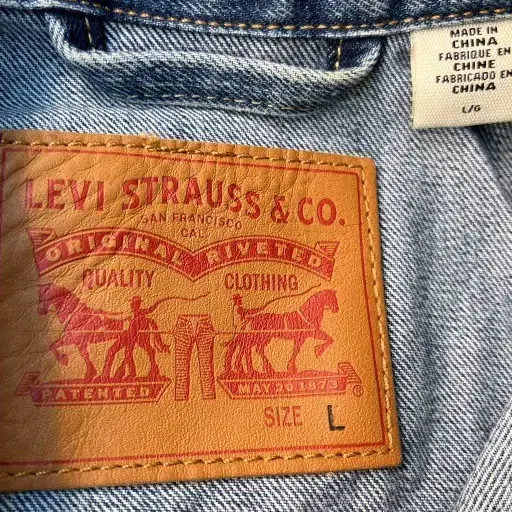 MADE IN
CHINA
FABRIQUE EN
CHINE
FABRICADO EN
CHINA
L/G
LEVI STRAUSS & CO.
SAN FRANCISCO
CAL
ORIGINAL RIVETED
QUALITY CLOTHING
PATENTED MAY 20 1873
®
SIZE L